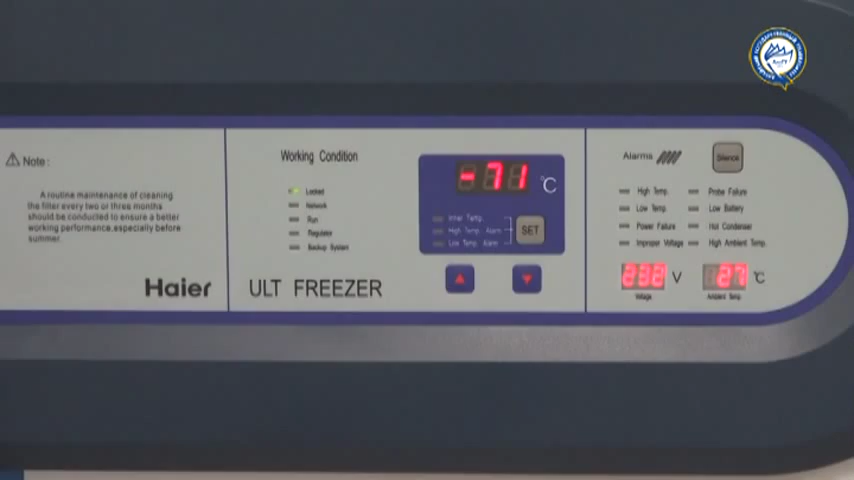 Note :
A routine maintenance of cleaning
the filter every two or three months
should be conducted to ensure a better
working performance,especially before
summer.
Haier
Working Condition
Locked
Network
Run
Regulator
Backup System
ULT FREEZER
-71 °C
Inner Temp.
High Temp. Alarm
Low Temp. Alarm
SET
Alarms
Silence
High Temp.
Low Temp.
Power Failure
Improper Voltage
Probe Failure
Low Battery
Hot Condenser
High Ambient Temp.
232 V
Voltage
27 °C
Ambient Temp.